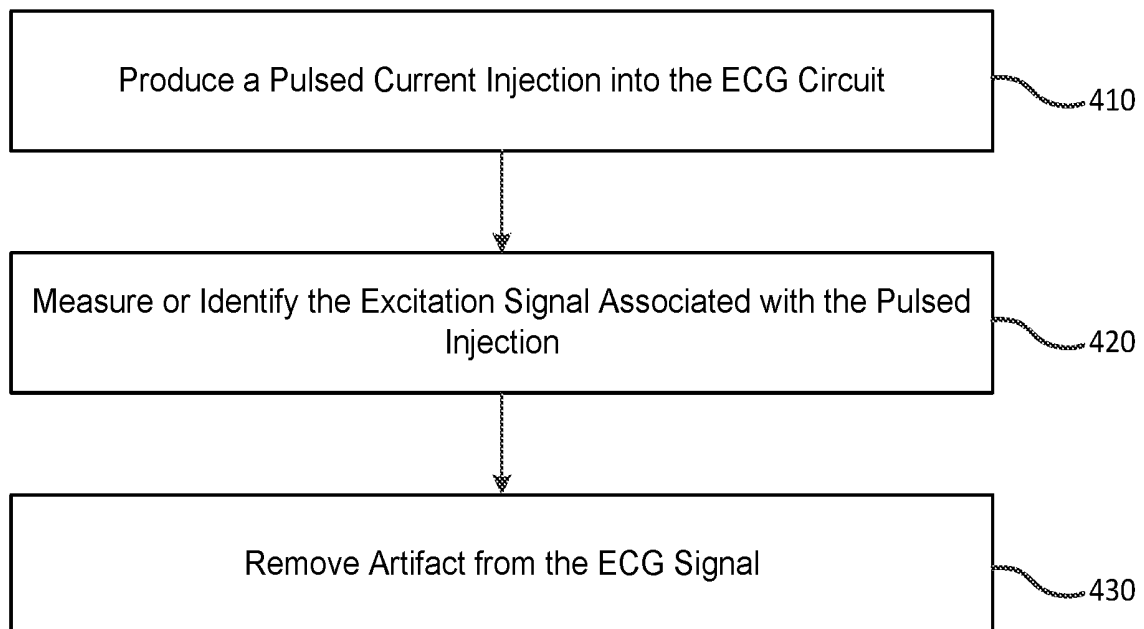 Produce a Pulsed Current Injection into the ECG Circuit
410
Measure or Identify the Excitation Signal Associated with the Pulsed
Injection
420
Remove Artifact from the ECG Signal
430